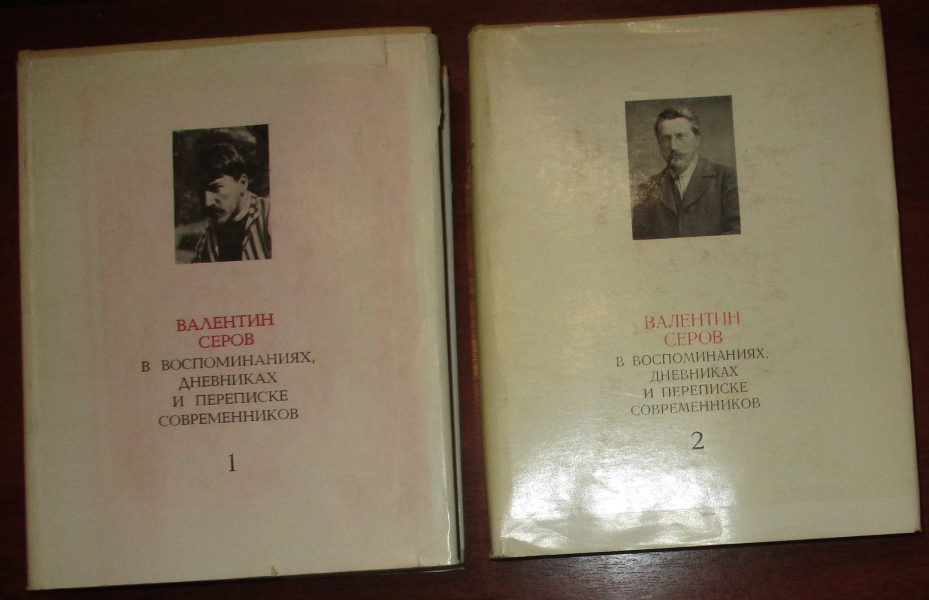 ВАЛЕНТИН
СЕРОВ
В ВОСПОМИНАНИЯХ,
ДНЕВНИКАХ
И ПЕРЕПИСКЕ
СОВРЕМЕННИКОВ
1
ВАЛЕНТИН
СЕРОВ
В ВОСПОМИНАНИЯХ,
ДНЕВНИКАХ
И ПЕРЕПИСКЕ
СОВРЕМЕННИКОВ
2